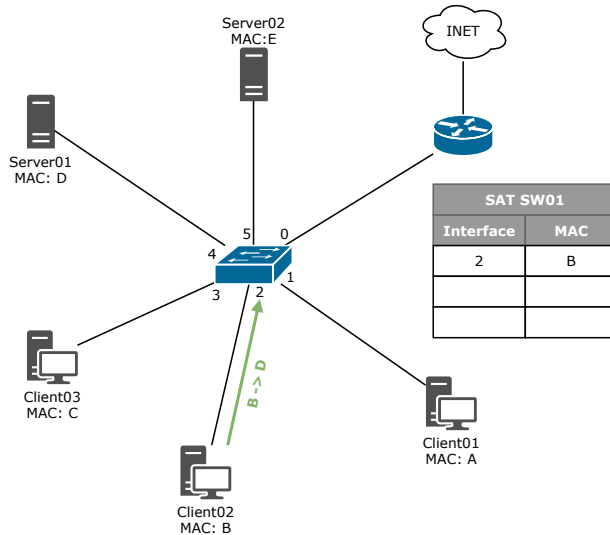 Server02
MAC:E
INET
Server01
MAC: D
SAT SW01
Interface MAC
2 B
5 0
4
1
3 2
B -> D
Client03
MAC: C
Client01
MAC: A
Client02
MAC: B